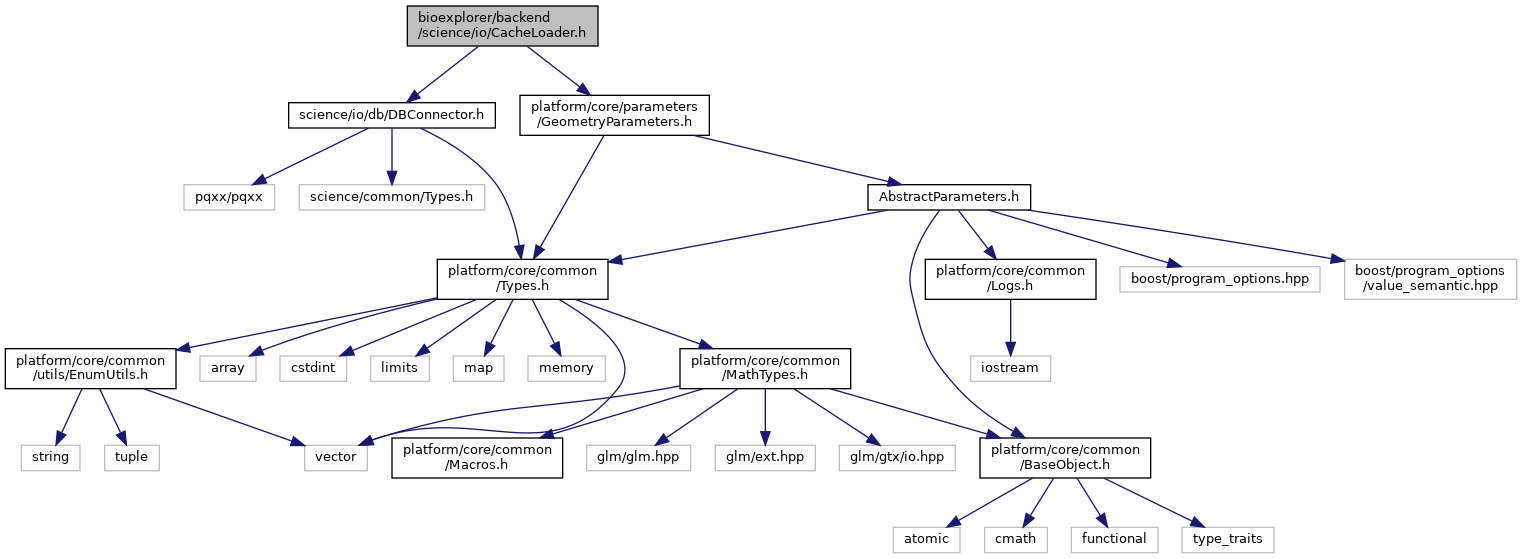 bioexplorer/backend
/science/io/CacheLoader.h
science/io/db/DBConnector.h
platform/core/parameters
/GeometryParameters.h
pqxx/pqxx
science/common/Types.h
AbstractParameters.h
platform/core/common
/Types.h
platform/core/common
/Logs.h
boost/program_options.hpp
boost/program_options
/value_semantic.hpp
platform/core/common
/utils/EnumUtils.h
array
cstdint
limits
map
memory
platform/core/common
/MathTypes.h
iostream
string
tuple
vector
platform/core/common
/Macros.h
glm/glm.hpp
glm/ext.hpp
glm/gtx/io.hpp
platform/core/common
/BaseObject.h
atomic
cmath
functional
type_traits